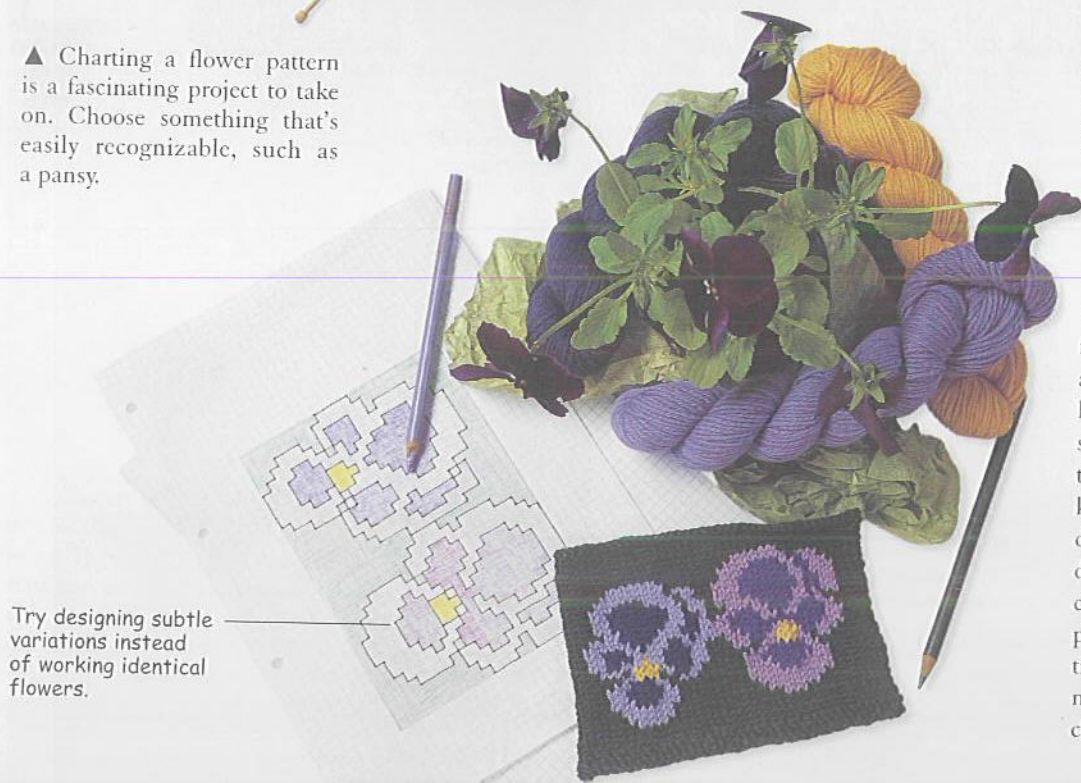 ▲ Charting a flower pattern
is a fascinating project to take
on. Choose something that's
easily recognizable, such as
a pansy.
Try designing subtle
variations instead
of working identical
flowers.